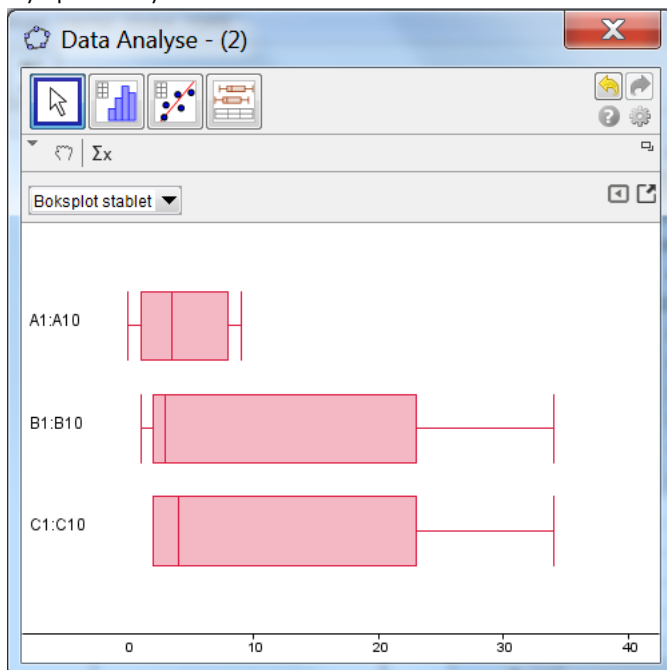 Data Analyse - (2)
Σx
Boksplot stablet
A1:A10
B1:B10
C1:C10
0 10 20 30 40